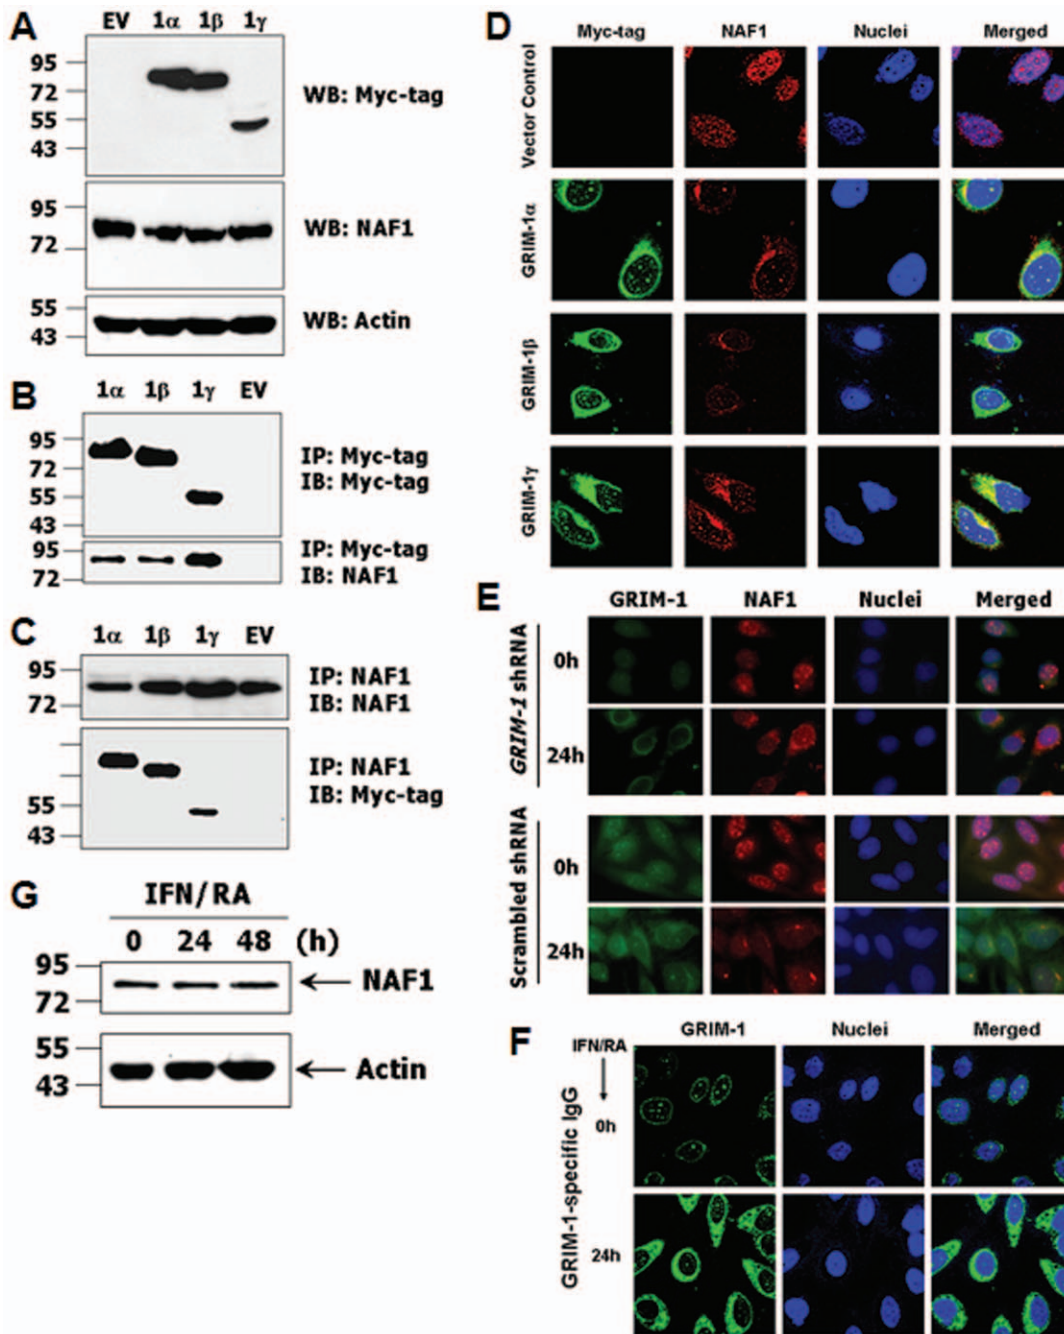 A
EV 1α 1β 1γ
95
72
55
43
WB: Myc-tag
95
72
WB: NAF1
55
43
WB: Actin
B
1α 1β 1γ EV
95
72
55
43
IP: Myc-tag
IB: Myc-tag
95
72
IP: Myc-tag
IB: NAF1
C
1α 1β 1γ EV
95
72
IP: NAF1
IB: NAF1
55
43
IP: NAF1
IB: Myc-tag
G
IFN/RA
0 24 48 (h)
95
72
NAF1
55
43
Actin
D
Myc-tag NAF1 Nuclei Merged
Vector Control
GRIM-1α
GRIM-1β
GRIM-1γ
E
GRIM-1 NAF1 Nuclei Merged
GRIM-1 shRNA
0h
24h
Scrambled shRNA
0h
24h
F
GRIM-1 Nuclei Merged
IFN/RA
GRIM-1-specific IgG
0h
24h